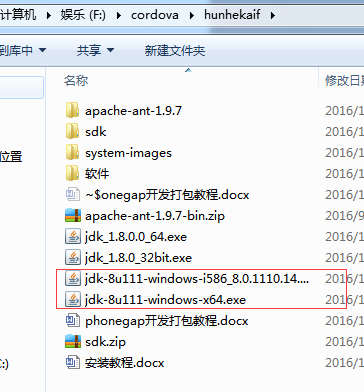 计算机 ▸ 娱乐 (F:) ▸ cordova ▸ hunhekaif ▸
到库中 ▾ 共享 ▾ 新建文件夹
名称 修改日
apache-ant-1.9.7 2016/1
sdk 2016/1
system-images 2016/1
位置
软件 2016/1
~$onegap开发打包教程.docx 2016/1
apache-ant-1.9.7-bin.zip 2016/9
jdk_1.8.0.0_64.exe 2016/1
jdk_1.8.0_32bit.exe 2016/1
jdk-8u111-windows-i586_8.0.1110.14.... 2016/1
jdk-8u111-windows-x64.exe 2016/1
phonegap开发打包教程.docx 2016/1
sdk.zip 2016/1
:) 安装教程.docx 2016/1